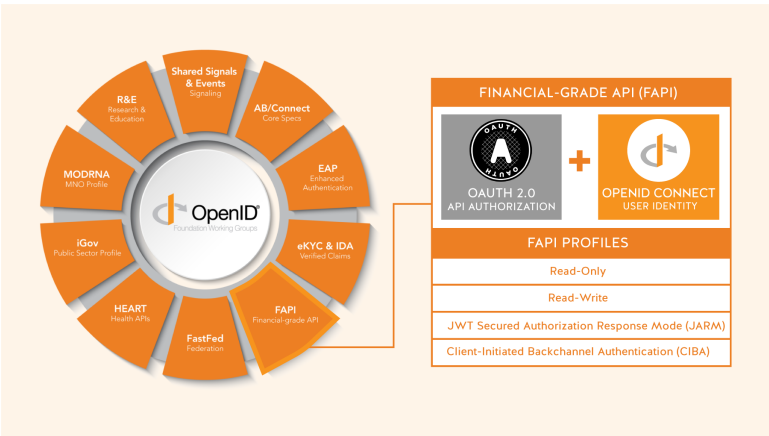 Shared Signals
& Events
Signaling
AB/Connect
Core Specs
EAP
Enhanced
Authentication
eKYC & IDA
Verified Claims
FAPI
Financial-grade API
FastFed
Federation
HEART
Health APIs
iGov
Public Sector Profile
MODRNA
MNO Profile
R&E
Research &
Education
OpenID®
Foundation Working Groups
FINANCIAL-GRADE API (FAPI)
OAUTH
A
OAUTH
OAUTH 2.0
API AUTHORIZATION
+
OPENID CONNECT
USER IDENTITY
FAPI PROFILES
Read-Only
Read-Write
JWT Secured Authorization Response Mode (JARM)
Client-Initiated Backchannel Authentication (CIBA)